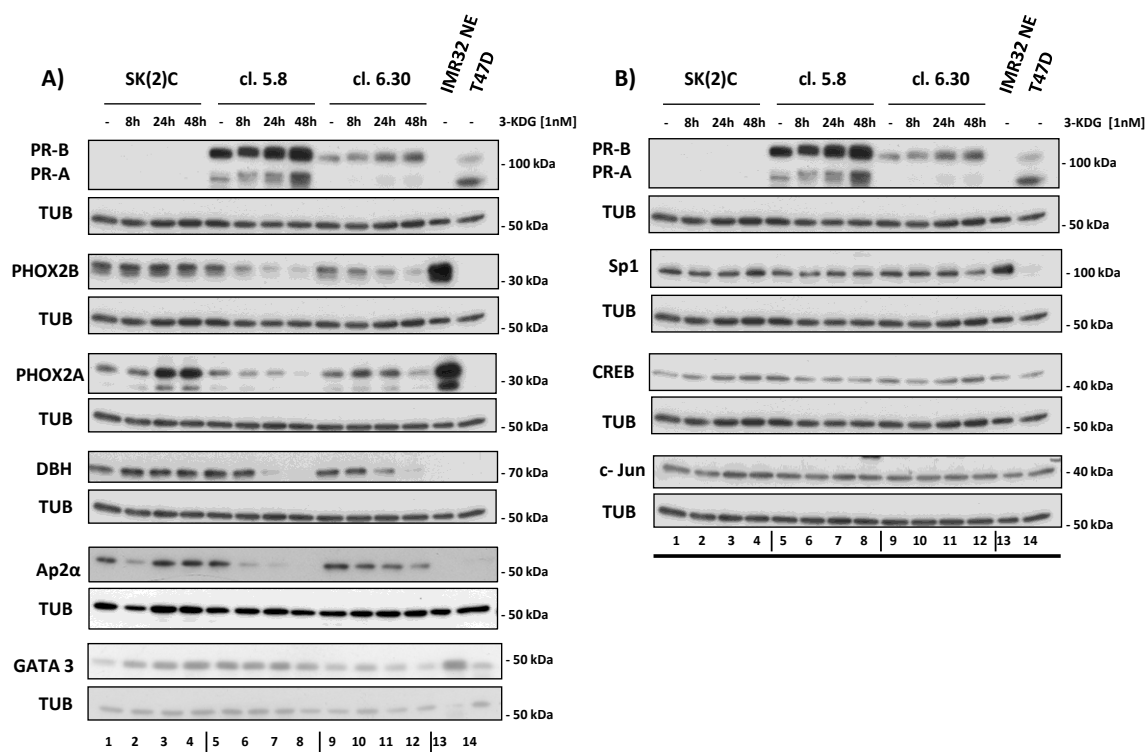 A)
SK(2)C cl. 5.8 cl. 6.30 IMR32 NE T47D
- 8h 24h 48h - 8h 24h 48h - 8h 24h 48h - - 3-KDG [1nM]
PR-B
- 100 kDa
PR-A
TUB - 50 kDa
PHOX2B - 30 kDa
TUB - 50 kDa
PHOX2A - 30 kDa
TUB - 50 kDa
DBH - 70 kDa
TUB - 50 kDa
Ap2α - 50 kDa
TUB - 50 kDa
GATA 3 - 50 kDa
TUB - 50 kDa
1 2 3 4 5 6 7 8 9 10 11 12 13 14
B)
SK(2)C cl. 5.8 cl. 6.30 IMR32 NE T47D
- 8h 24h 48h - 8h 24h 48h - 8h 24h 48h - - 3-KDG [1nM]
PR-B
- 100 kDa
PR-A
TUB - 50 kDa
Sp1 - 100 kDa
TUB - 50 kDa
CREB - 40 kDa
TUB - 50 kDa
c- Jun - 40 kDa
TUB - 50 kDa
1 2 3 4 5 6 7 8 9 10 11 12 13 14